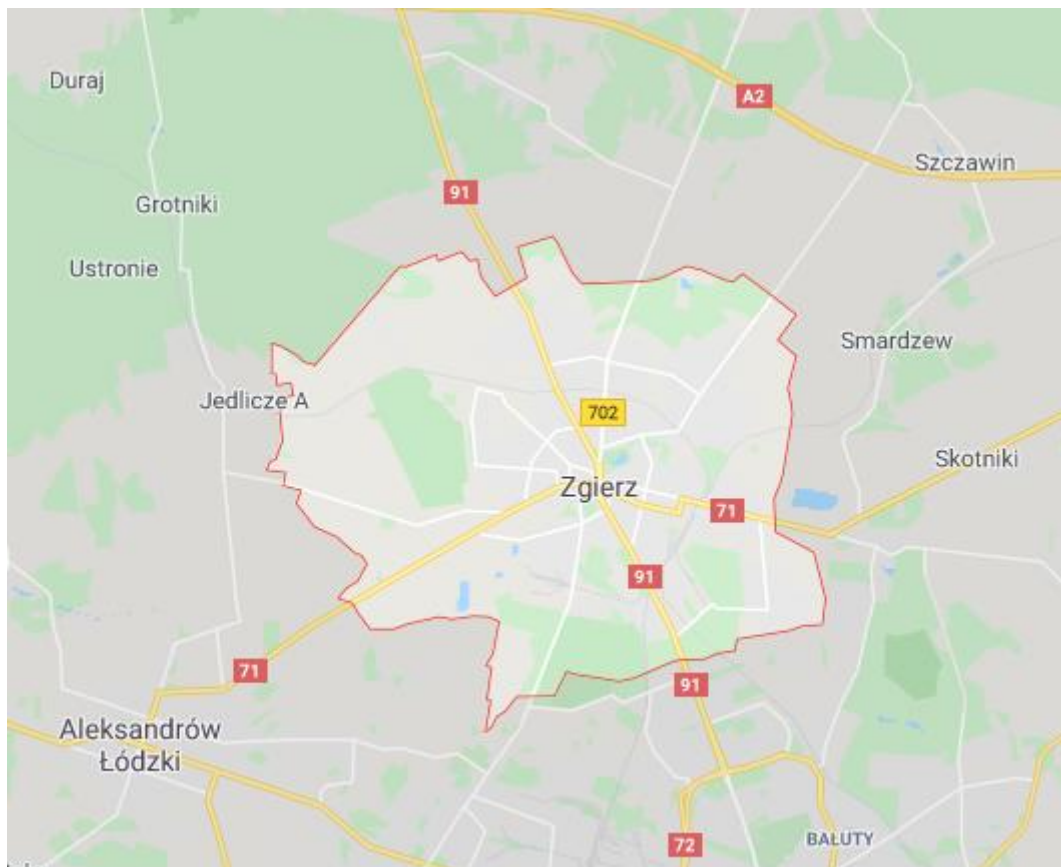 Duraj
A2
Szczawin
91
Grotniki
Ustronie
Smardzew
Jedlicze A
702
Skotniki
Zgierz
71
91
71
91
Aleksandrów
Łódzki
BAŁUTY
72